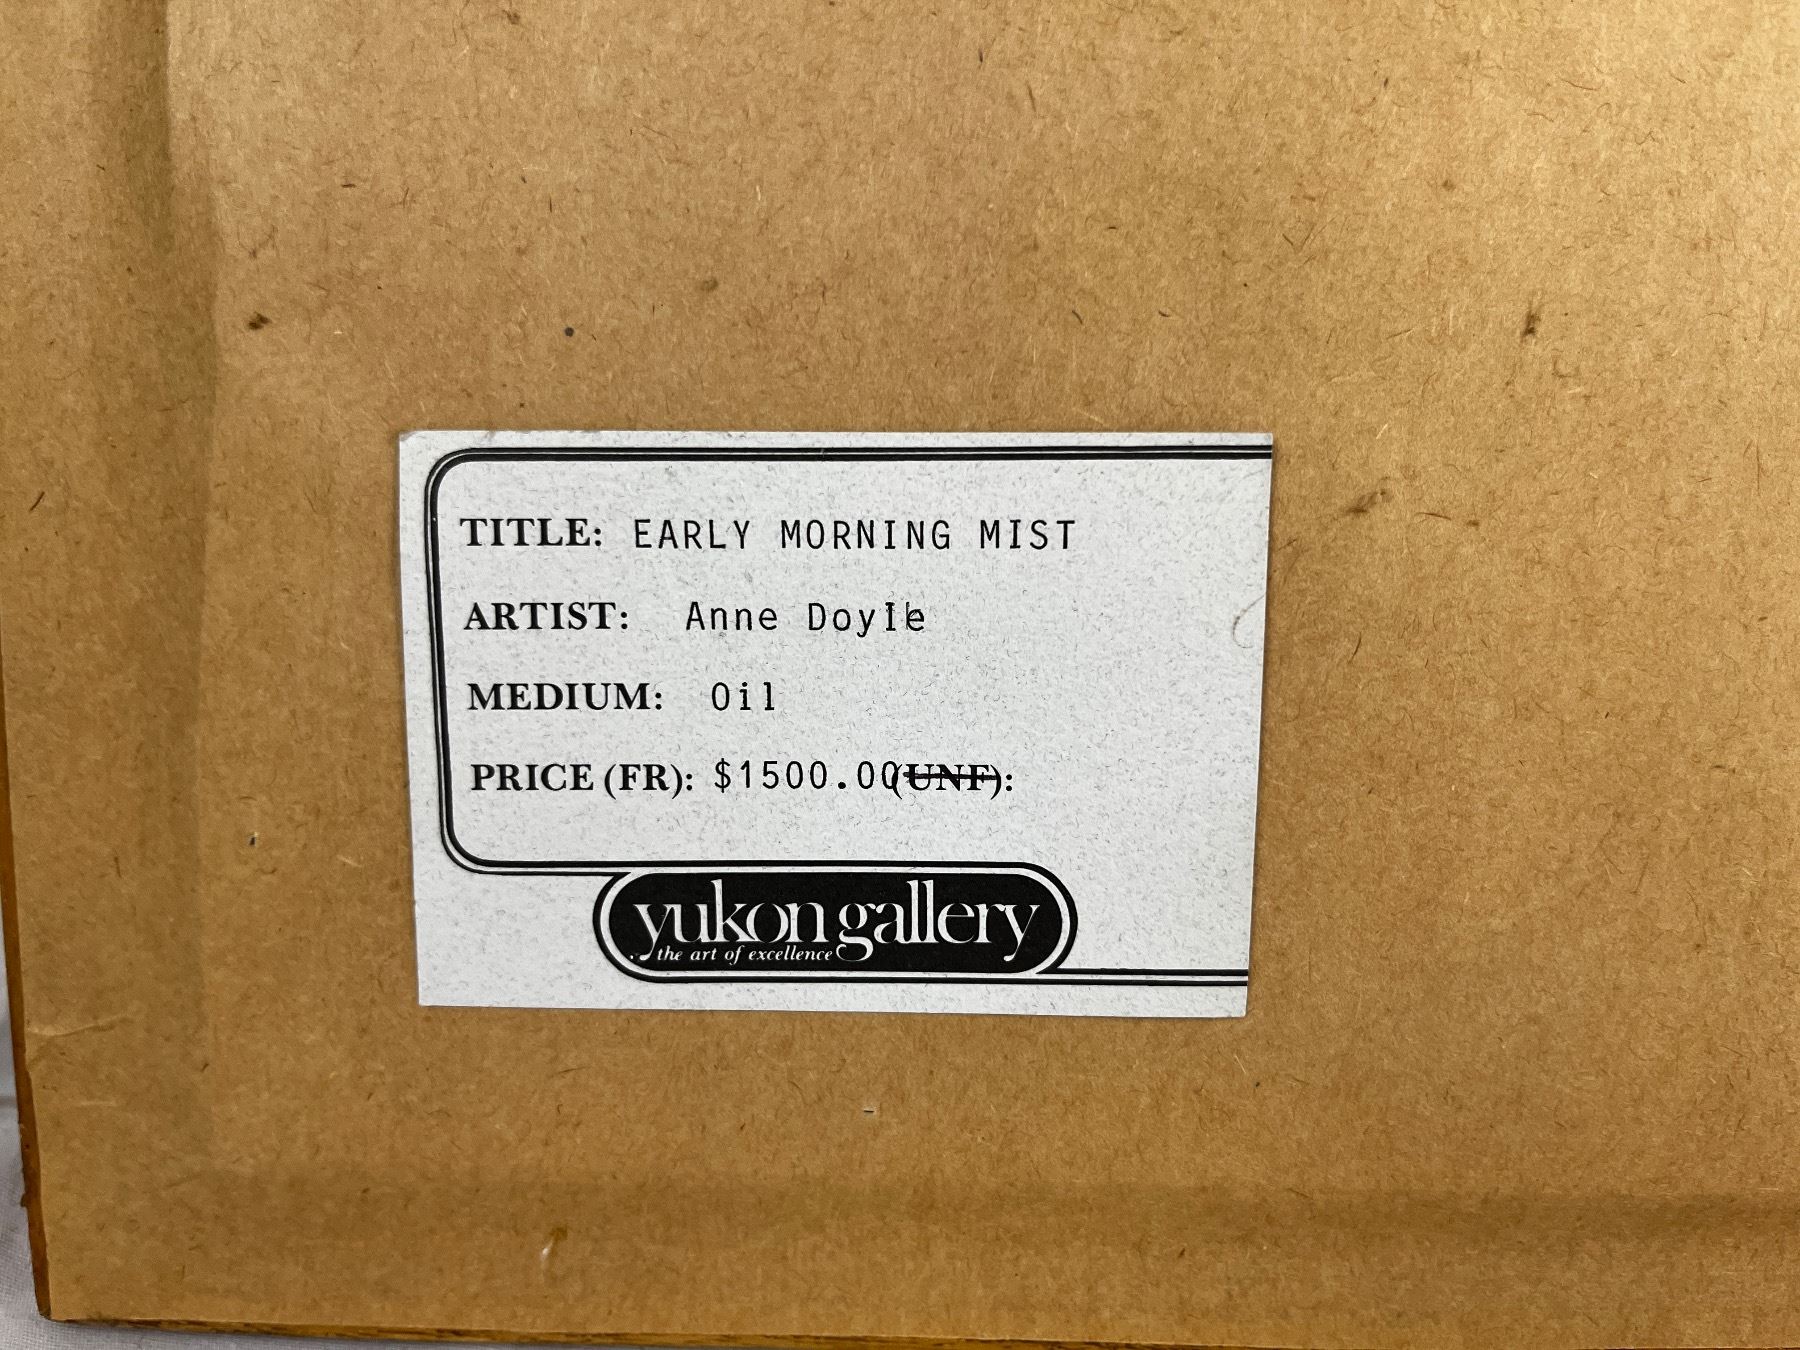 TITLE: EARLY MORNING MIST
ARTIST: Anne Doyle
MEDIUM: Oil
PRICE (FR): $1500.00 (UNF):
yukon gallery
the art of excellence